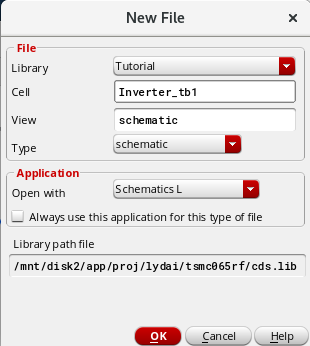 New File
File
Library Tutorial
Cell Inverter_tb1
View schematic
Type schematic
Application
Open with Schematics L
Always use this application for this type of file
Library path file
/mnt/disk2/app/proj/lydai/tsmc065rf/cds.lib
OK Cancel Help